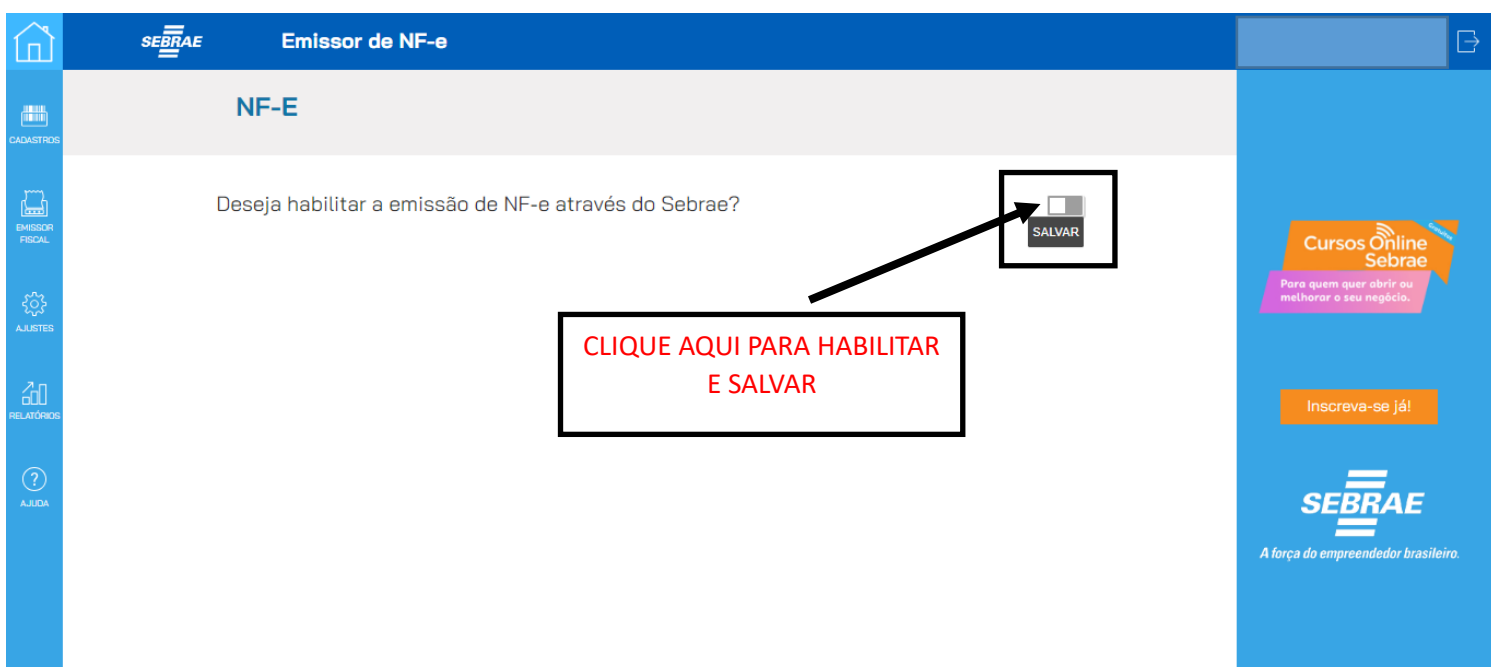 SEBRAE
Emissor de NF-e
NF-E
CADASTROS
EMISSOR
FISCAL
AJUSTES
RELATÓRIOS
?
AJUDA
Deseja habilitar a emissão de NF-e através do Sebrae?
SALVAR
CLIQUE AQUI PARA HABILITAR
E SALVAR
Gratuitos
Cursos Online
Sebrae
Para quem quer abrir ou
melhorar o seu negócio.
Inscreva-se já!
SEBRAE
A força do empreendedor brasileiro.